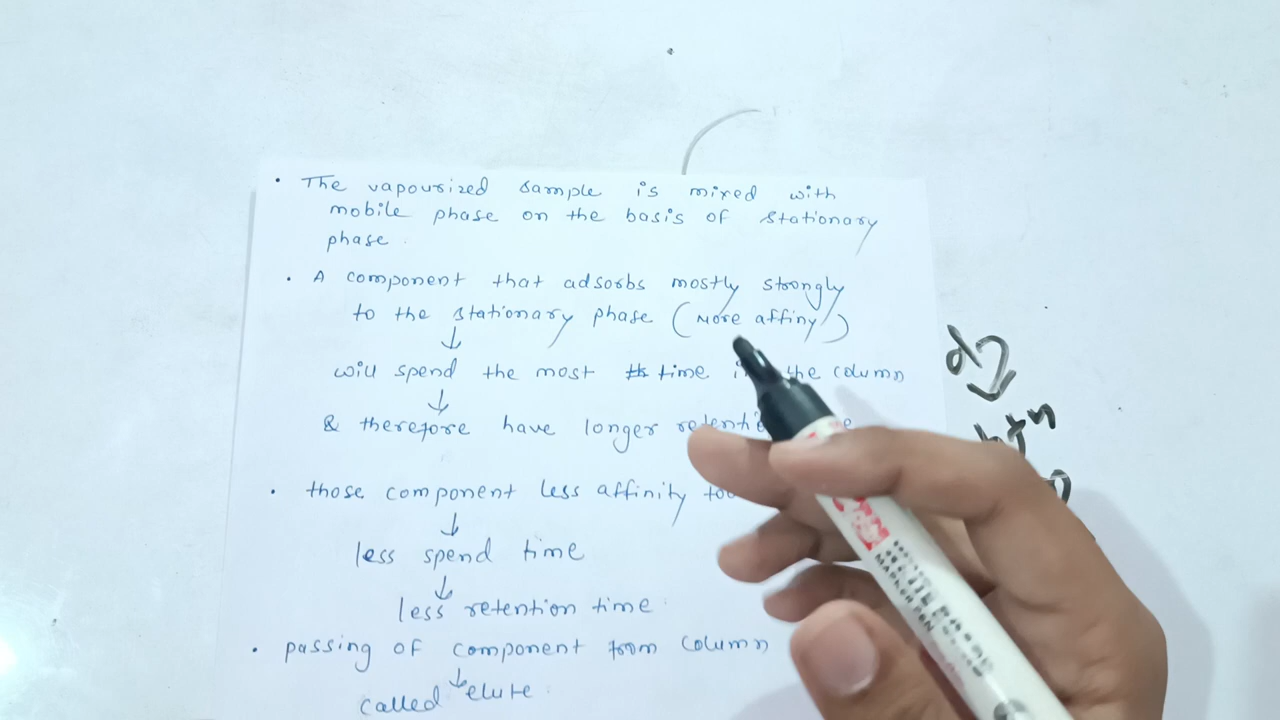 • The vapourized sample is mixed with
mobile phase on the basis of stationary
phase.
• A component that adsorbs mostly strongly
to the stationary phase (More affiny)
↓
will spend the most time the column
↓
& therefore have longer
• those component less affinity
↓
less spend time
↓
less retention time.
• passing of component from column
↓
called elute.